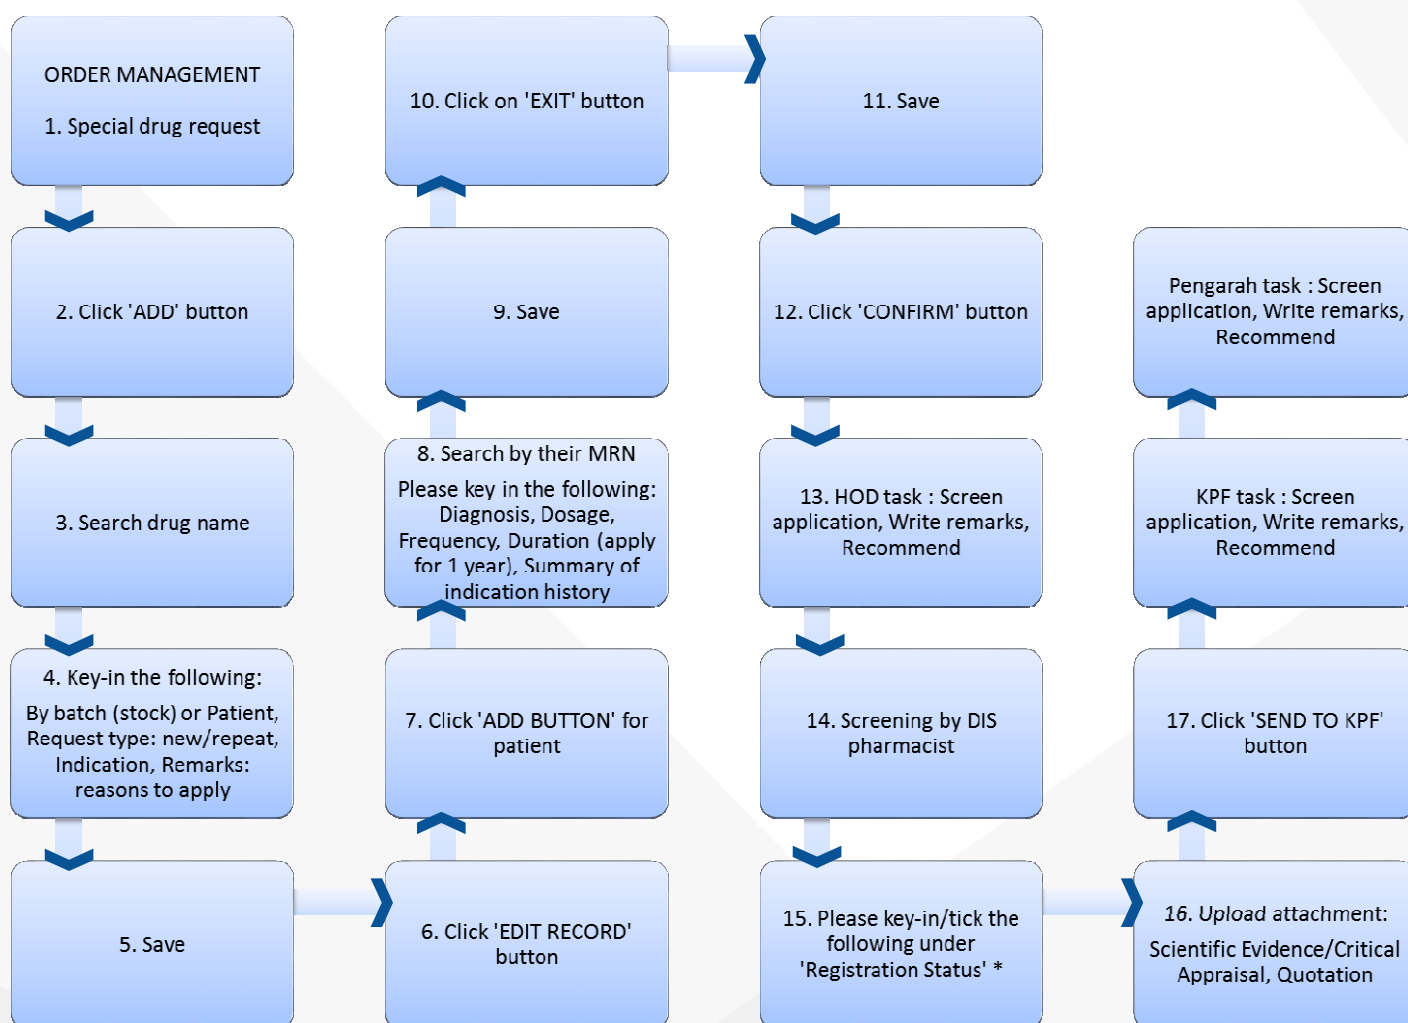 ORDER MANAGEMENT
1. Special drug request
2. Click 'ADD' button
3. Search drug name
4. Key-in the following:
By batch (stock) or Patient,
Request type: new/repeat,
Indication, Remarks:
reasons to apply
5. Save
6. Click 'EDIT RECORD'
button
7. Click 'ADD BUTTON' for
patient
8. Search by their MRN
Please key in the following:
Diagnosis, Dosage,
Frequency, Duration (apply
for 1 year), Summary of
indication history
9. Save
10. Click on 'EXIT' button
11. Save
12. Click 'CONFIRM' button
13. HOD task : Screen
application, Write remarks,
Recommend
14. Screening by DIS
pharmacist
15. Please key-in/tick the
following under
'Registration Status' *
16. Upload attachment:
Scientific Evidence/Critical
Appraisal, Quotation
17. Click 'SEND TO KPF'
button
KPF task : Screen
application, Write remarks,
Recommend
Pengarah task : Screen
application, Write remarks,
Recommend